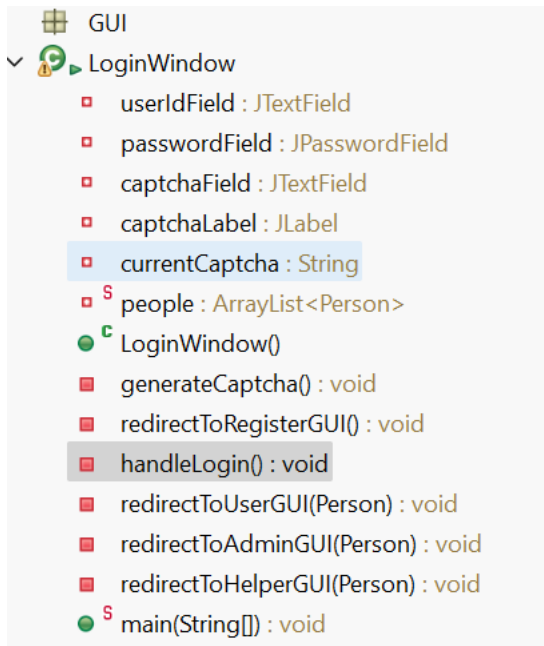 GUI
LoginWindow
userIdField : JTextField
passwordField : JPasswordField
captchaField : JTextField
captchaLabel : JLabel
currentCaptcha : String
S people : ArrayList<Person>
C LoginWindow()
generateCaptcha() : void
redirectToRegisterGUI() : void
handleLogin() : void
redirectToUserGUI(Person) : void
redirectToAdminGUI(Person) : void
redirectToHelperGUI(Person) : void
S main(String[]) : void